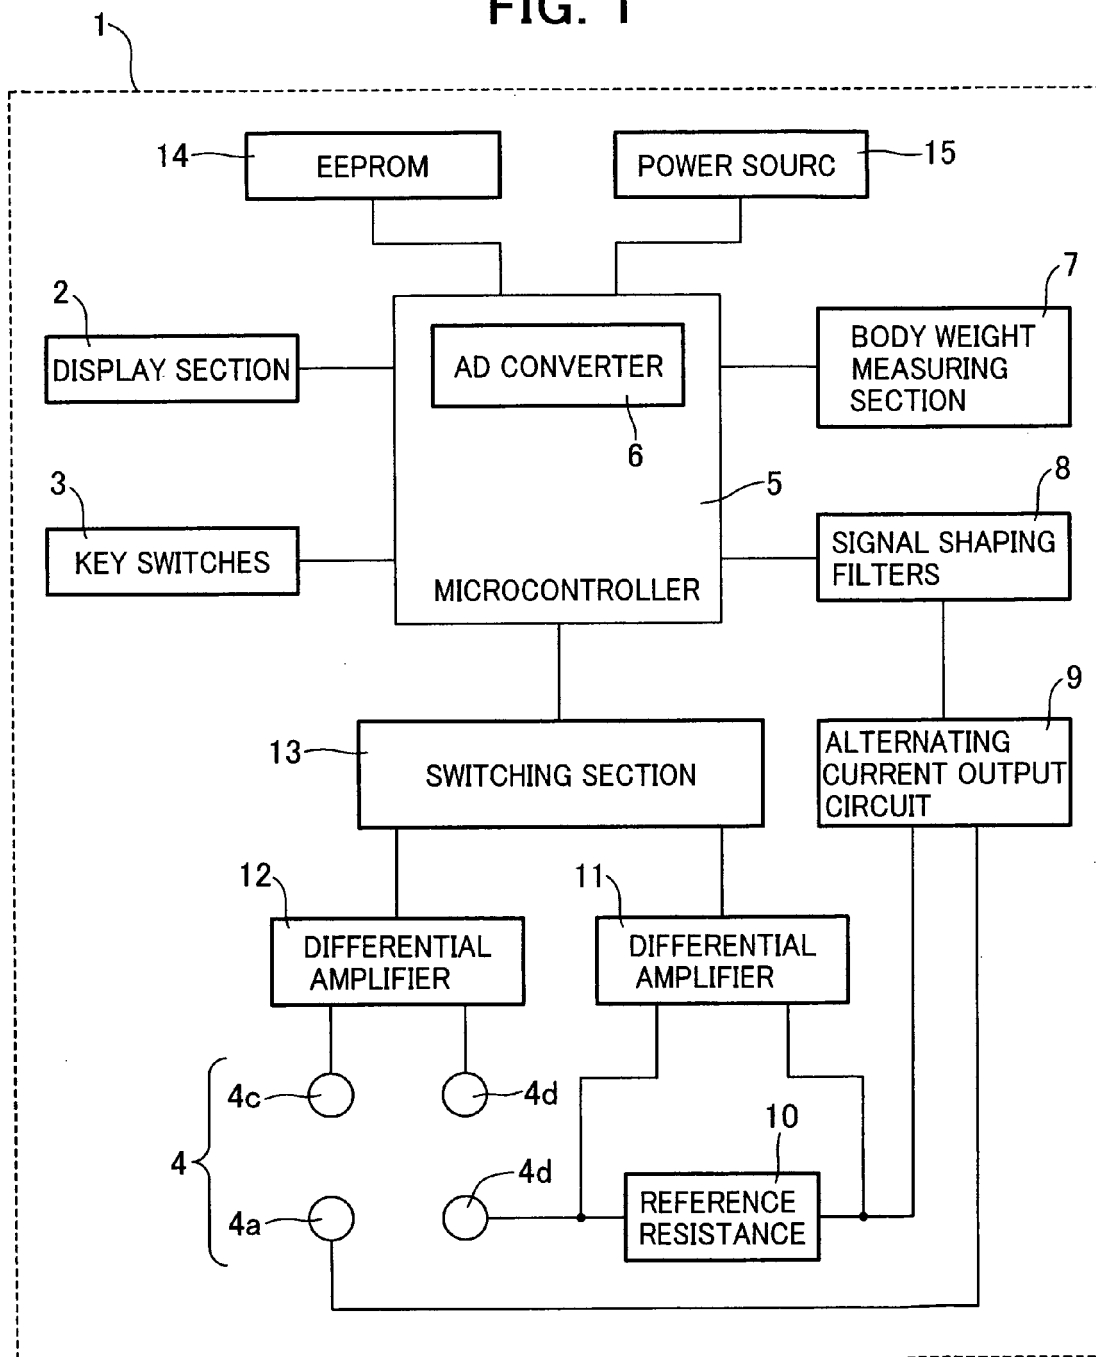 FIG. 1
1
14
EEPROM
POWER SOURC
15
2
DISPLAY SECTION
AD CONVERTER
6
7
BODY WEIGHT
MEASURING
SECTION
3
KEY SWITCHES
5
MICROCONTROLLER
8
SIGNAL SHAPING
FILTERS
13
SWITCHING SECTION
9
ALTERNATING
CURRENT OUTPUT
CIRCUIT
12
DIFFERENTIAL
AMPLIFIER
11
DIFFERENTIAL
AMPLIFIER
4
4c
4d
4a
4d
10
REFERENCE
RESISTANCE